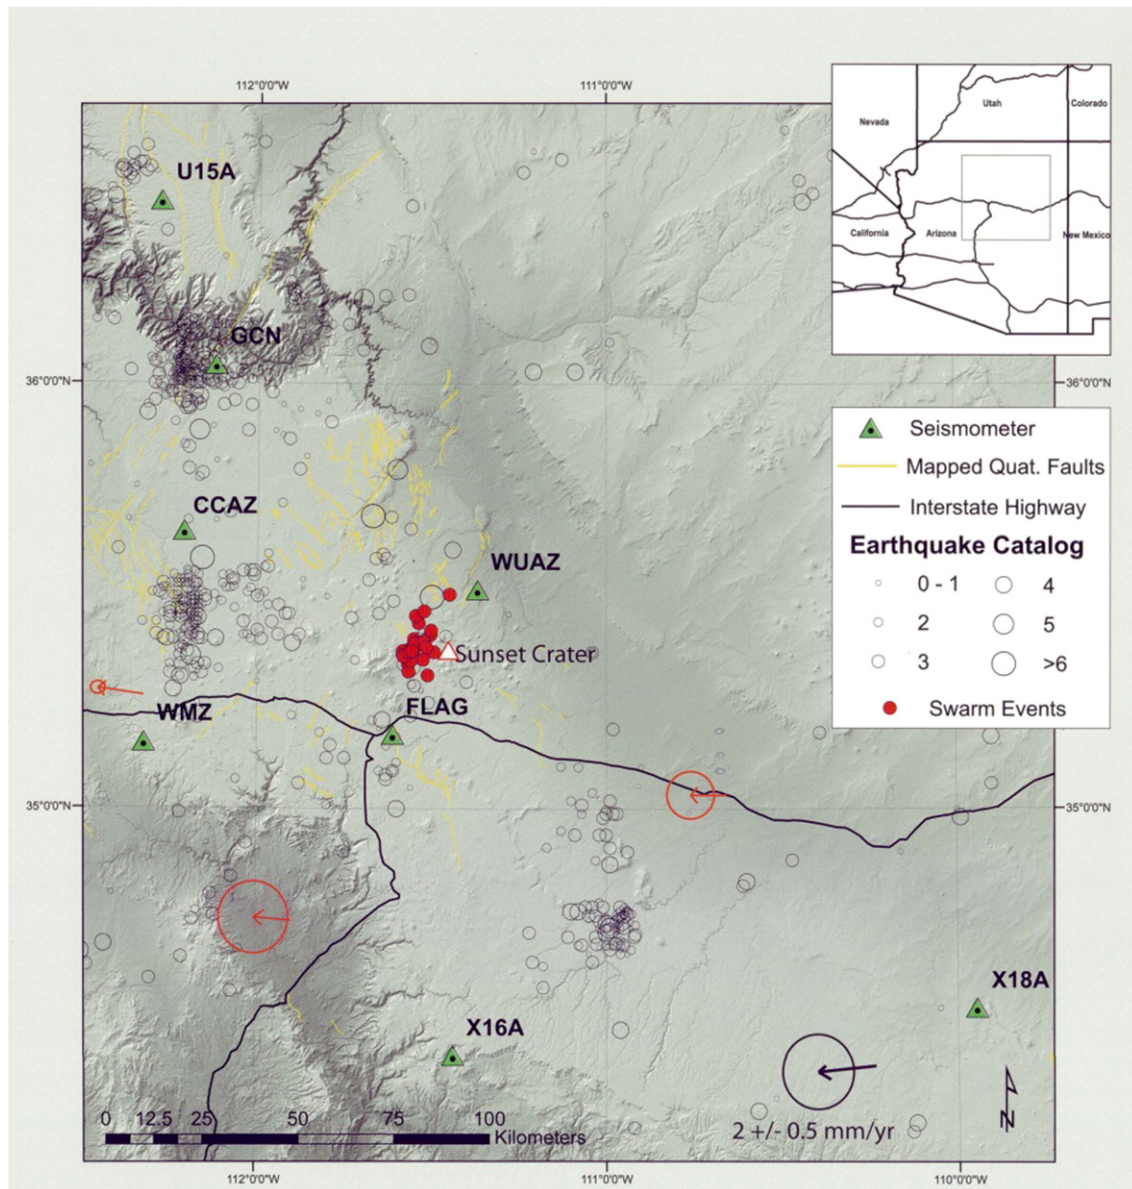 112°0'0"W
111°0'0"W
Nevada
Utah
Colorado
California
Arizona
New Mexico
U15A
GCN
36°0'0"N
36°0'0"N
CCAZ
WUAZ
Sunset Crater
WMZ
FLAG
35°0'0"N
35°0'0"N
Seismometer
Mapped Quat. Faults
Interstate Highway
Earthquake Catalog
0 - 1
4
2
5
3
>6
Swarm Events
X18A
X16A
0 12.5 25 50 75 100
Kilometers
2 +/- 0.5 mm/yr
N
112°0'0"W
111°0'0"W
110°0'0"W